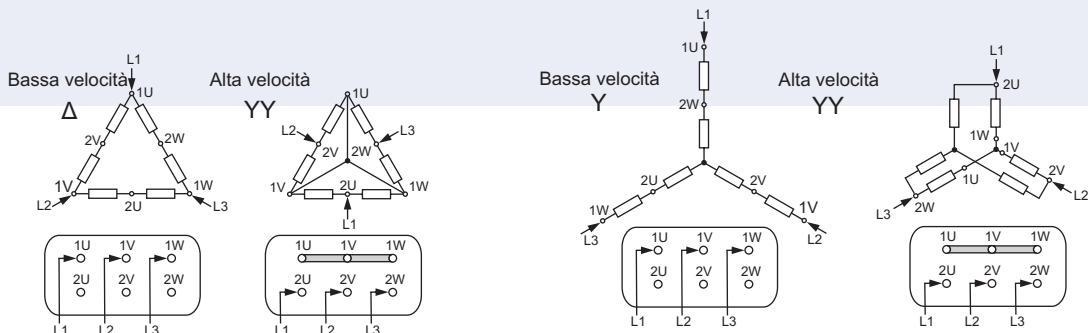 L1
1U
Bassa velocità
Δ
2V
2W
1V
1W
L2
2U
L3
Alta velocità
YY
1U
L2
L3
2V
2W
1V
2U
1W
L1
1U 1V 1W
2U 2V 2W
L1 L2 L3
1U 1V 1W
2U 2V 2W
L1 L2 L3
L1
1U
Bassa velocità
Y
2W
2U
2V
1W
1V
L3
L2
Alta velocità
YY
L1
2U
1W
1V
2V
1U
L2
L3
2W
1U 1V 1W
2U 2V 2W
L1 L2 L3
1U 1V 1W
2U 2V 2W
L1 L2 L3